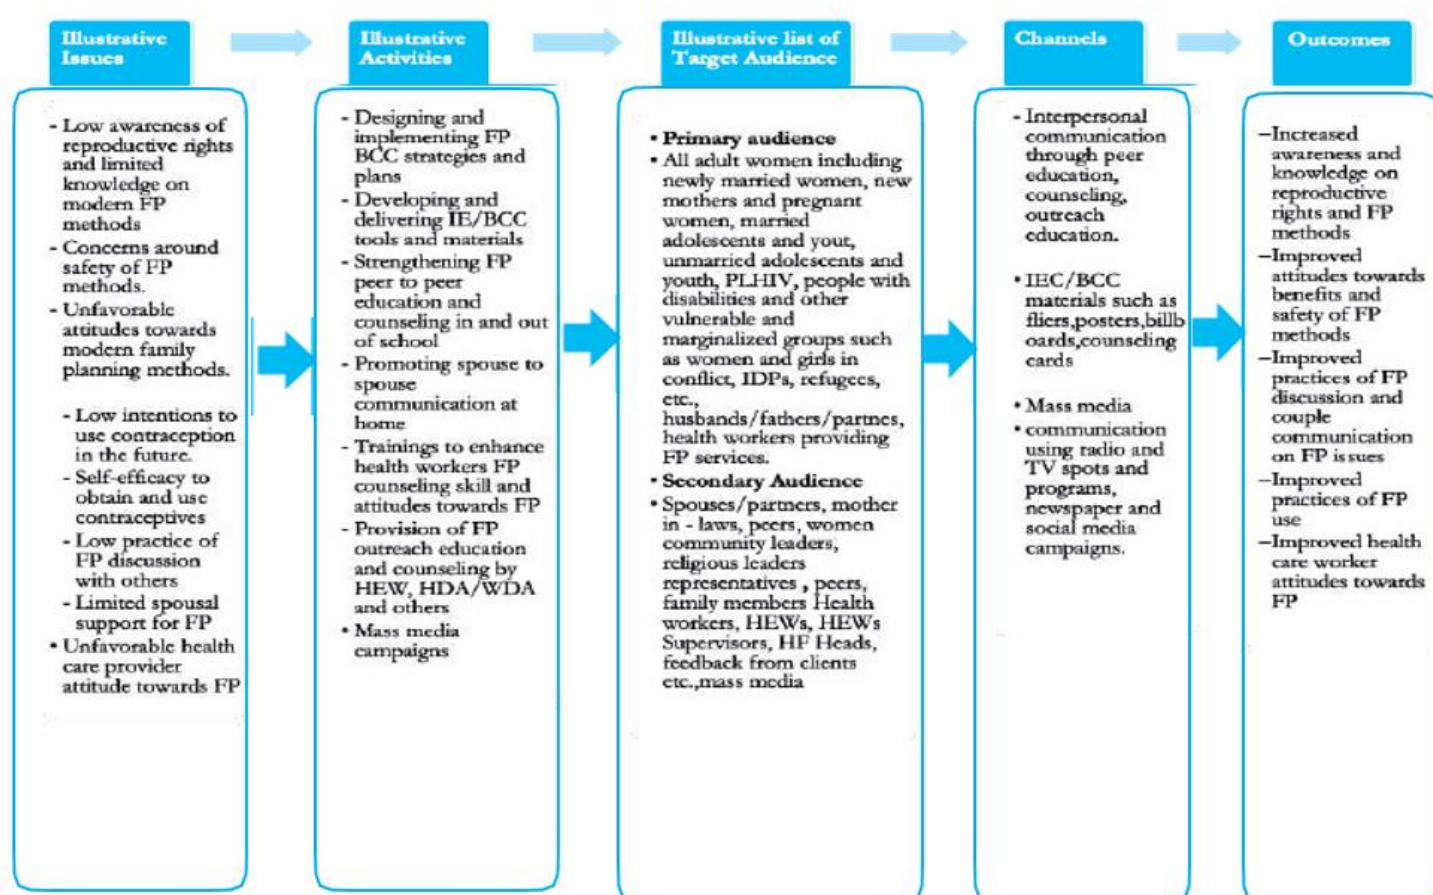 Illustrative
Issues
Illustrative
Activities
Illustrative list of
Target Audience
Channels
Outcomes
- Low awareness of
reproductive rights
and limited
knowledge on
modern FP
methods
- Concerns around
safety of FP
methods.
- Unfavorable
attitudes towards
modern family
planning methods.
- Low intentions to
use contraception
in the future.
- Self-efficacy to
obtain and use
contraceptives
- Low practice of
FP discussion
with others
- Limited spousal
support for FP
• Unfavorable health
care provider
attitude towards FP
- Designing and
implementing FP
BCC strategies and
plans
- Developing and
delivering IE/BCC
tools and materials
- Strengthening FP
peer to peer
education and
counseling in and out
of school
- Promoting spouse to
spouse
communication at
home
- Trainings to enhance
health workers FP
counseling skill and
attitudes towards FP
- Provision of FP
outreach education
and counseling by
HEW, HDA/WDA
and others
• Mass media
campaigns
• Primary audience
• All adult women including
newly married women, new
mothers and pregnant
women, married
adolescents and yout,
unmarried adolescents and
youth, PLHIV, people with
disabilities and other
vulnerable and
marginalized groups such
as women and girls in
conflict, IDPs, refugees,
etc.,
husbands/fathers/partnes,
health workers providing
FP services.
• Secondary Audience
• Spouses/partners, mother
in - laws, peers, women
community leaders,
religious leaders
representatives , peers,
family members Health
workers, HEWs, HEWs
Supervisors, HF Heads,
feedback from clients
etc.,mass media
- Interpersonal
communication
through peer
education,
counseling,
outreach
education.
• IEC/BCC
materials such as
fliers,posters,billb
oards,counseling
cards
• Mass media
• communication
using radio and
TV spots and
programs,
newspaper and
social media
campaigns.
–Increased
awareness and
knowledge on
reproductive
rights and FP
methods
–Improved
attitudes towards
benefits and
safety of FP
methods
–Improved
practices of FP
discussion and
couple
communication
on FP issues
–Improved
practices of FP
use
–Improved health
care worker
attitudes towards
FP